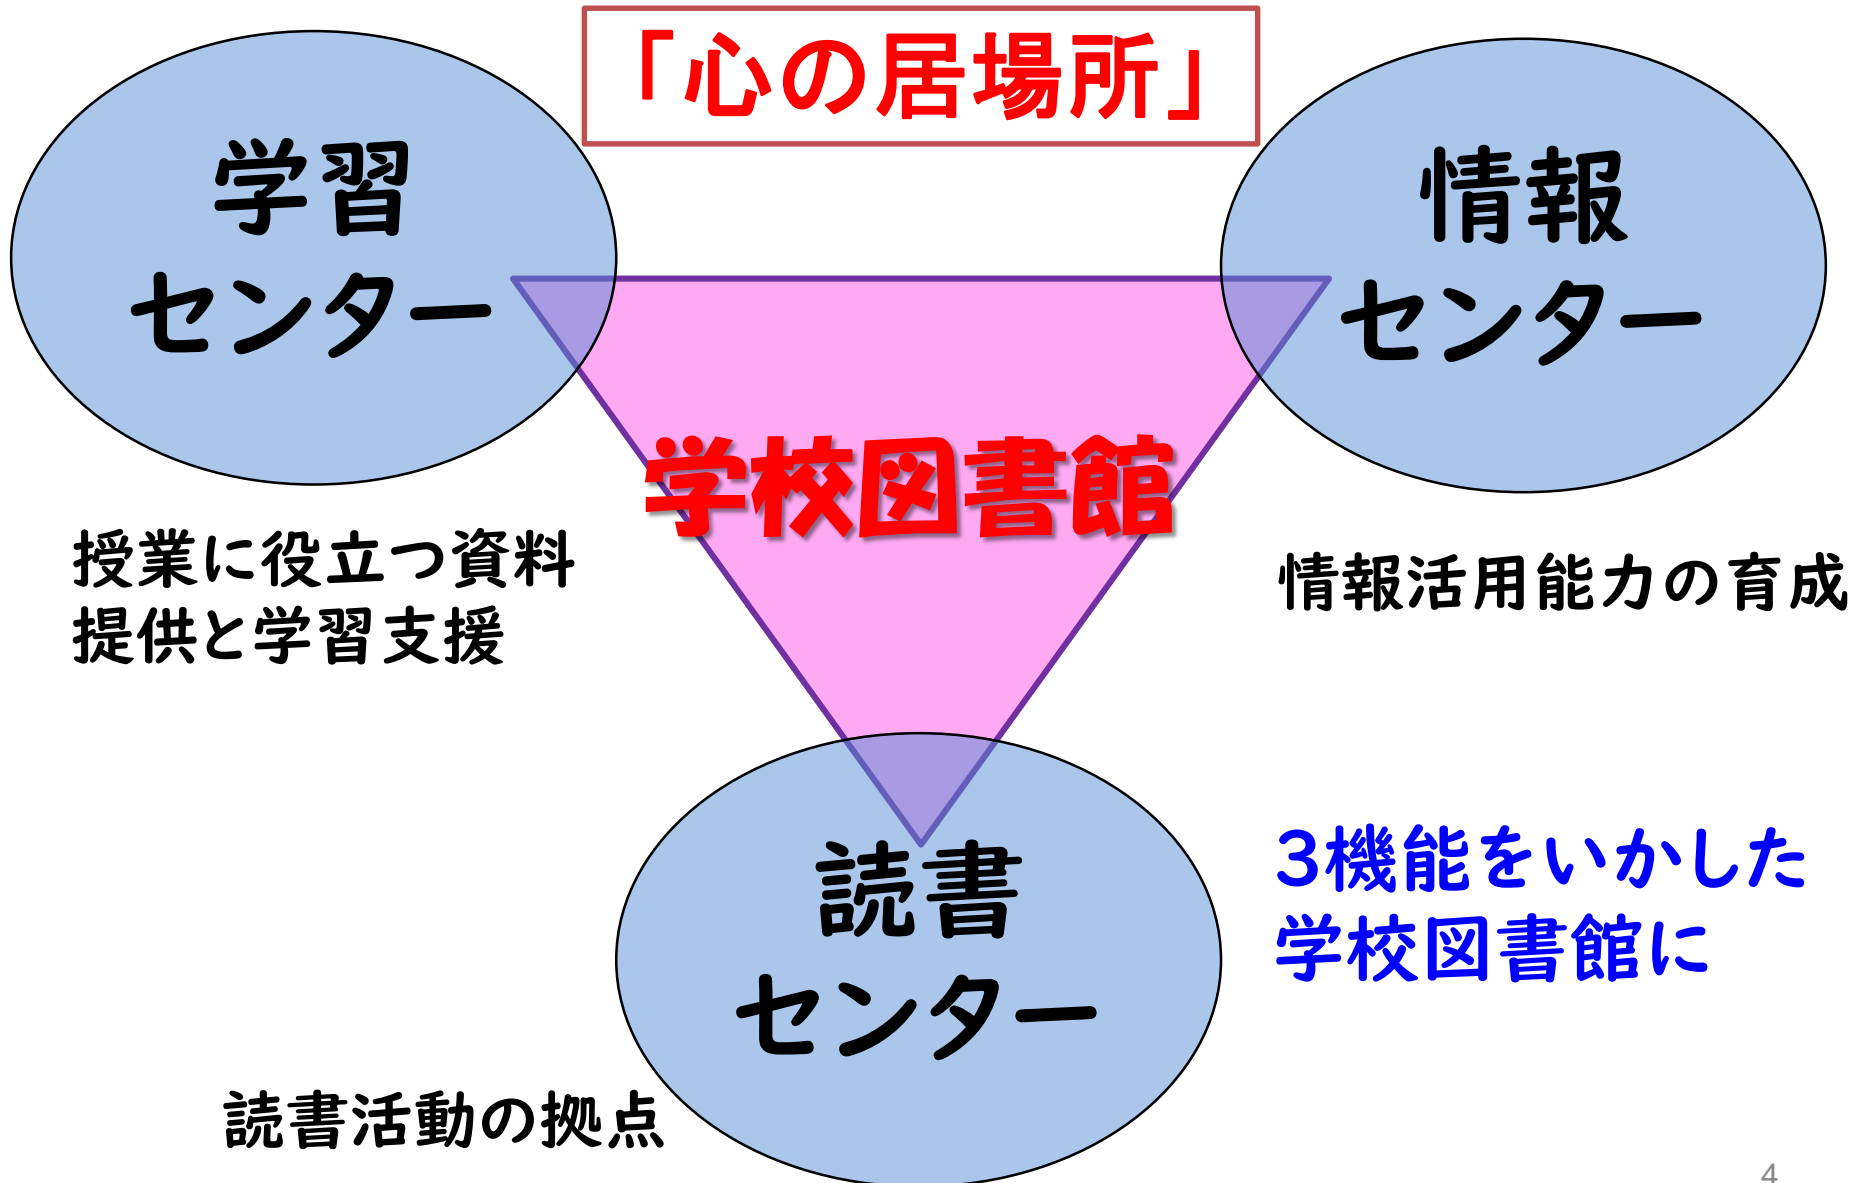 「心の居場所」
学習
センター
情報
センター
学校図書館
授業に役立つ資料
提供と学習支援
情報活用能力の育成
読書
センター
3機能をいかした
学校図書館に
読書活動の拠点
4